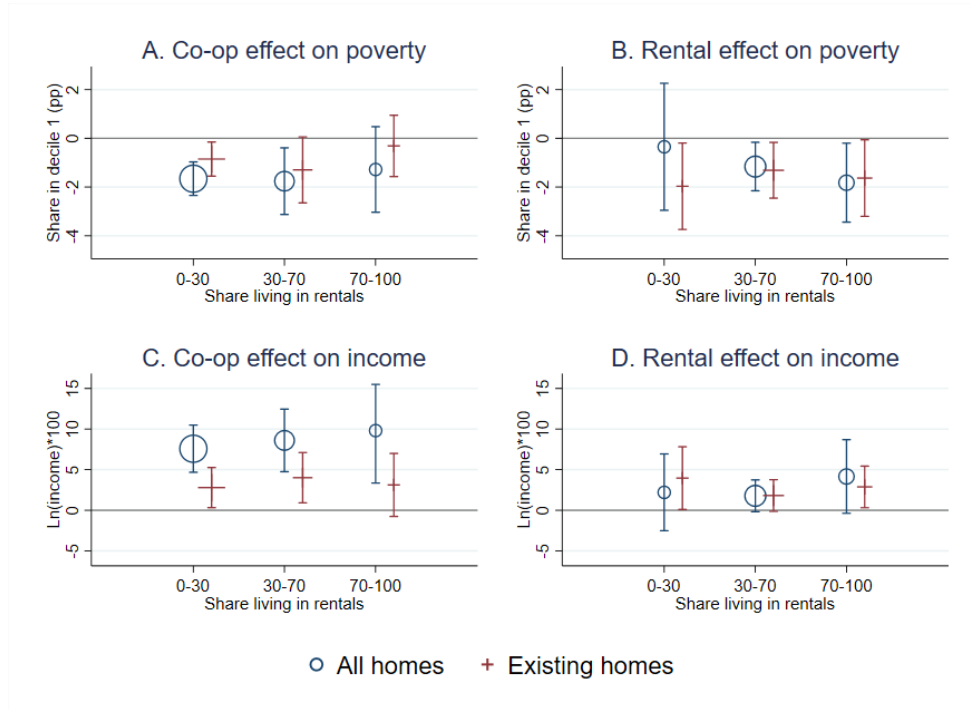 A. Co-op effect on poverty
Share in decile 1 (pp)
2
0
-2
-4
0-30 30-70 70-100
Share living in rentals
B. Rental effect on poverty
Share in decile 1 (pp)
2
0
-2
-4
0-30 30-70 70-100
Share living in rentals
C. Co-op effect on income
Ln(income)*100
15
10
5
0
-5
0-30 30-70 70-100
Share living in rentals
D. Rental effect on income
Ln(income)*100
15
10
5
0
-5
0-30 30-70 70-100
Share living in rentals
All homes Existing homes